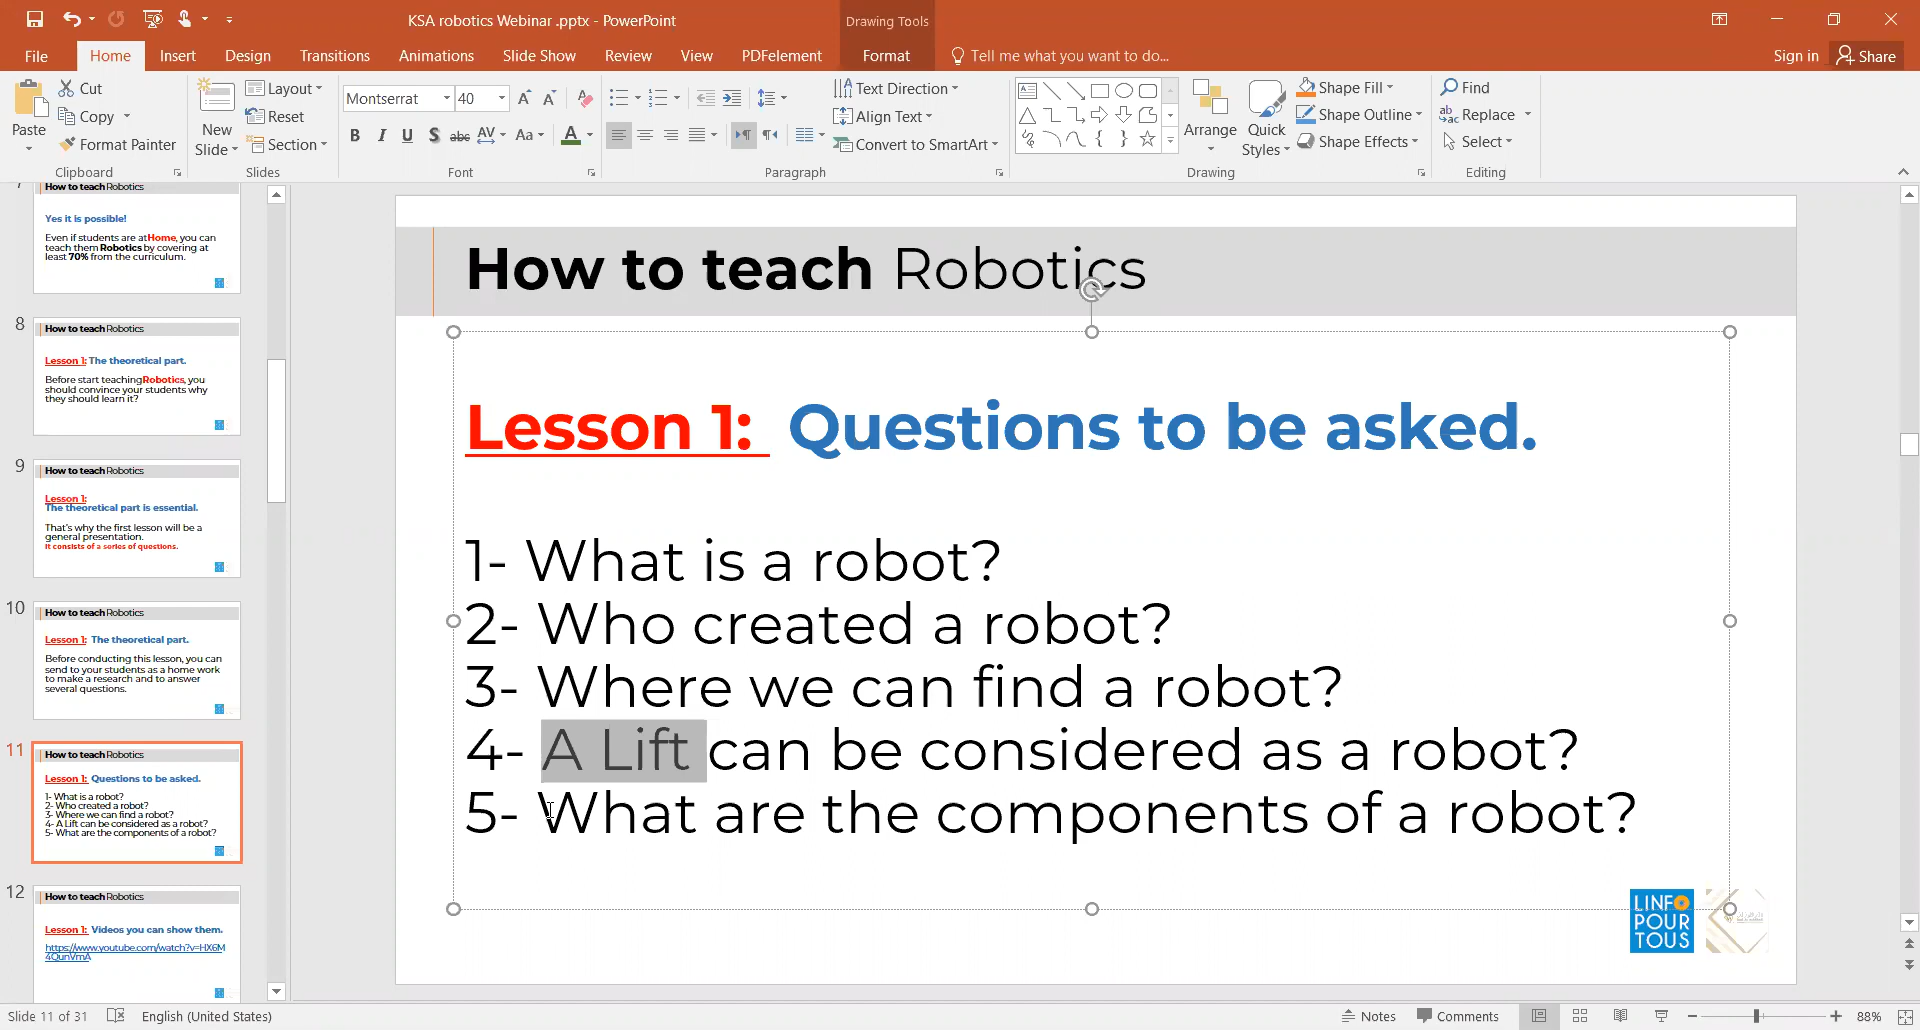 KSA robotics Webinar .pptx - PowerPoint
Drawing Tools
File Home Insert Design Transitions Animations Slide Show Review View PDFelement Format Tell me what you want to do... Sign in Share
Paste
Cut
Copy
Format Painter
Clipboard
New Slide
Layout
Reset
Section
Slides
Montserrat 40
B I U S abc AV Aa A
Font
Text Direction
Align Text
Convert to SmartArt
Paragraph
Arrange
Quick Styles
Shape Fill
Shape Outline
Shape Effects
Drawing
Find
Replace
Select
Editing
How to teach Robotics
Yes it is possible!
Even if students are at Home, you can
teach them Robotics by covering at
least 70% from the curriculum.
8
How to teach Robotics
Lesson 1: The theoretical part.
Before start teaching Robotics, you
should convince your students why
they should learn it?
9
How to teach Robotics
Lesson 1:
The theoretical part is essential.
That's why the first lesson will be a
general presentation.
It consists of a series of questions.
10
How to teach Robotics
Lesson 1: The theoretical part.
Before conducting this lesson, you can
send to your students as a home work
to make a research and to answer
several questions.
11
How to teach Robotics
Lesson 1: Questions to be asked.
1- What is a robot?
2- Who created a robot?
3- Where we can find a robot?
4- A Lift can be considered as a robot?
5- What are the components of a robot?
12
How to teach Robotics
Lesson 1: Videos you can show them.
https://www.youtube.com/watch?v=HX6M
4QunVmA
How to teach Robotics
Lesson 1: Questions to be asked.
1- What is a robot?
2- Who created a robot?
3- Where we can find a robot?
4- A Lift can be considered as a robot?
5- What are the components of a robot?
LINFO
POUR
TOUS
Slide 11 of 31 English (United States) Notes Comments 88%